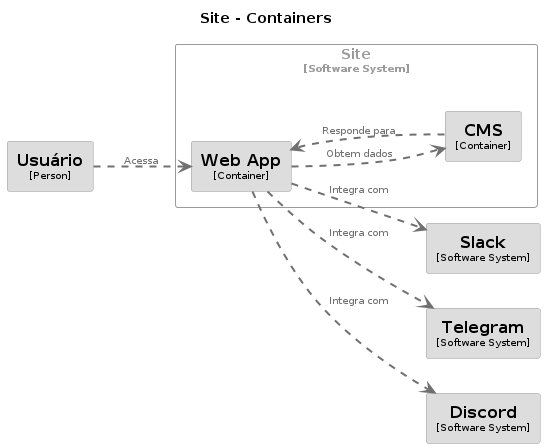 Site - Containers
Site
[Software System]
Responde para
CMS
[Container]
Usuário
[Person]
Acessa
Web App
[Container]
Obtem dados
Integra com
Slack
[Software System]
Integra com
Telegram
[Software System]
Integra com
Discord
[Software System]